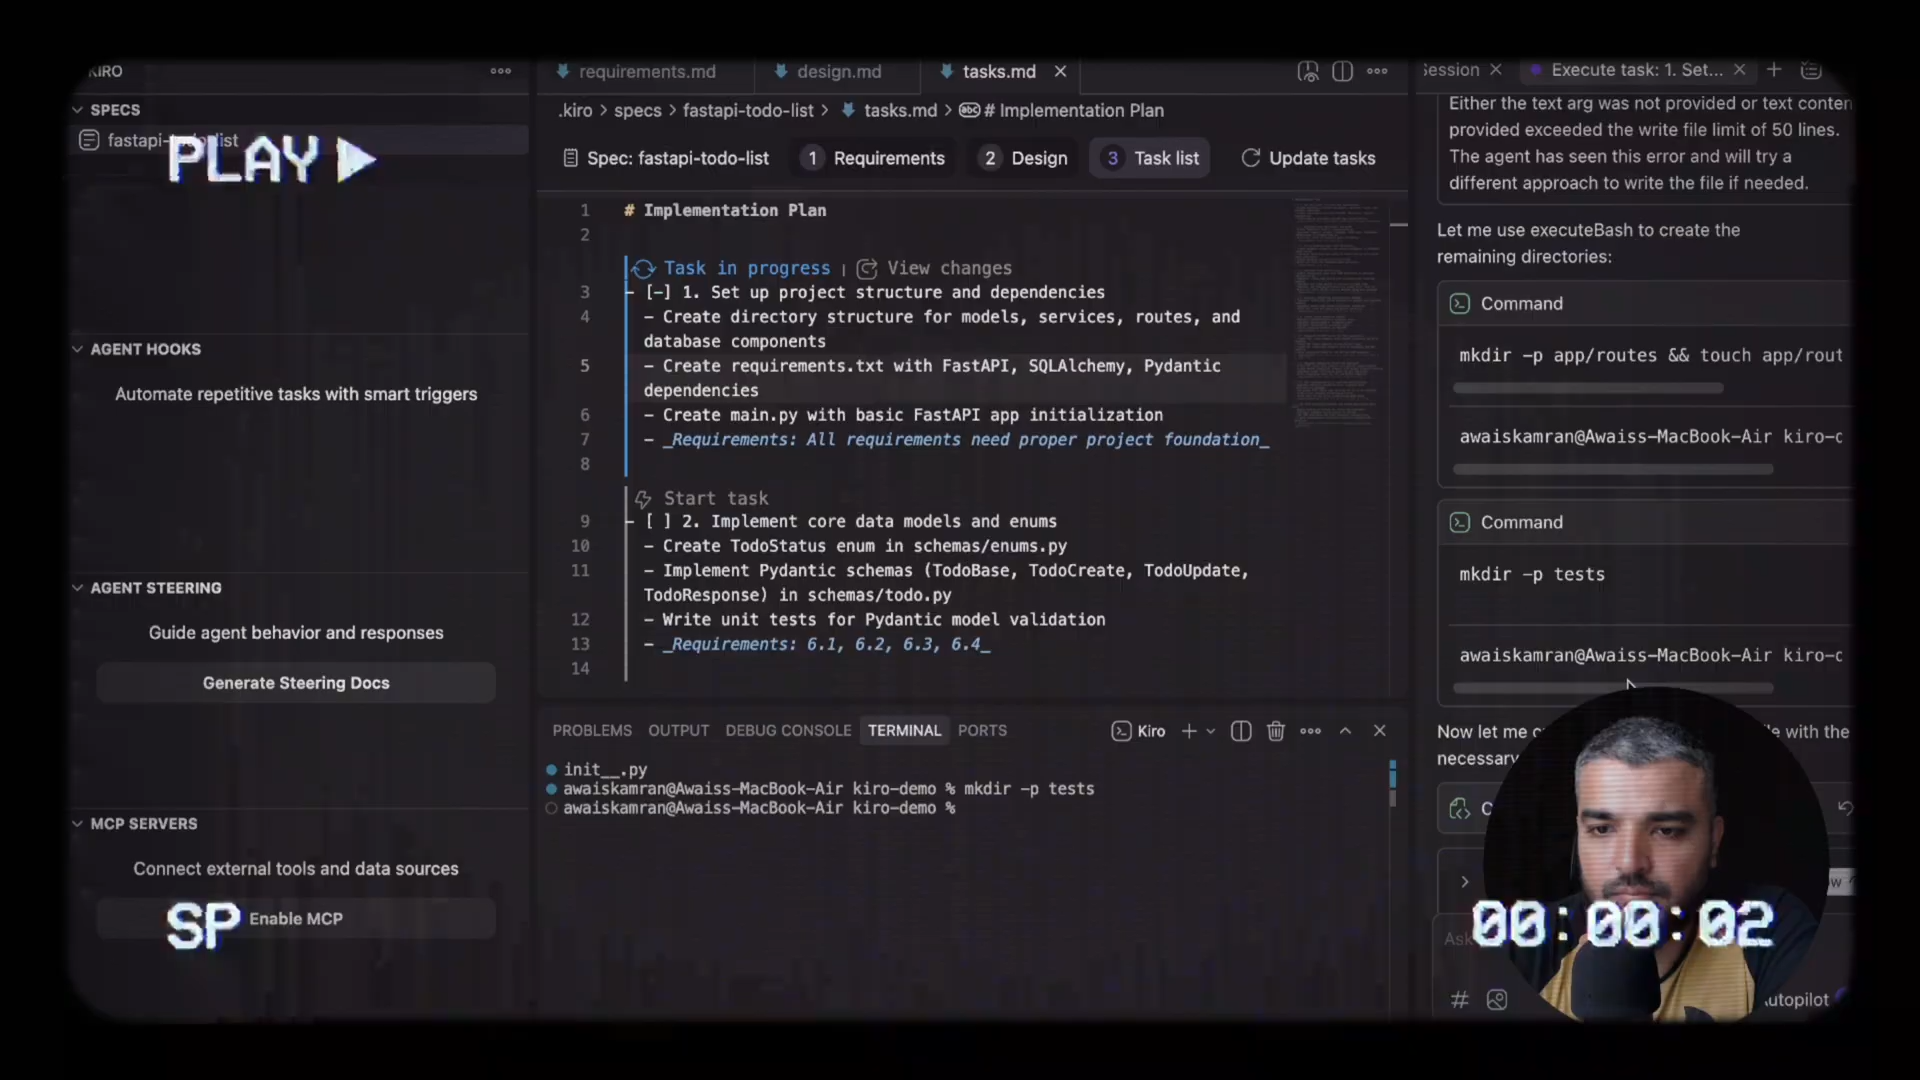 KIRO
SPECS
fastapi-todo-list
PLAY
AGENT HOOKS
Automate repetitive tasks with smart triggers
AGENT STEERING
Guide agent behavior and responses
Generate Steering Docs
MCP SERVERS
Connect external tools and data sources
Enable MCP
SP
requirements.md
design.md
tasks.md
.kiro > specs > fastapi-todo-list > tasks.md > # Implementation Plan
Spec: fastapi-todo-list 1 Requirements 2 Design 3 Task list Update tasks
1 # Implementation Plan
2
Task in progress | View changes
3 - [-] 1. Set up project structure and dependencies
4 - Create directory structure for models, services, routes, and
database components
5 - Create requirements.txt with FastAPI, SQLAlchemy, Pydantic
dependencies
6 - Create main.py with basic FastAPI app initialization
7 - _Requirements: All requirements need proper project foundation_
8
Start task
9 - [ ] 2. Implement core data models and enums
10 - Create TodoStatus enum in schemas/enums.py
11 - Implement Pydantic schemas (TodoBase, TodoCreate, TodoUpdate,
TodoResponse) in schemas/todo.py
12 - Write unit tests for Pydantic model validation
13 - _Requirements: 6.1, 6.2, 6.3, 6.4_
14
PROBLEMS OUTPUT DEBUG CONSOLE TERMINAL PORTS
Kiro
init__.py
awaiskamran@Awaiss-MacBook-Air kiro-demo % mkdir -p tests
awaiskamran@Awaiss-MacBook-Air kiro-demo %
Session
Execute task: 1. Set...
Either the text arg was not provided or text conten
provided exceeded the write file limit of 50 lines.
The agent has seen this error and will try a
different approach to write the file if needed.
Let me use executeBash to create the
remaining directories:
Command
mkdir -p app/routes && touch app/rout
awaiskamran@Awaiss-MacBook-Air kiro-d
Command
mkdir -p tests
awaiskamran@Awaiss-MacBook-Air kiro-d
Now let me with the
necessary
00:00:02
Ask
# Autopilot